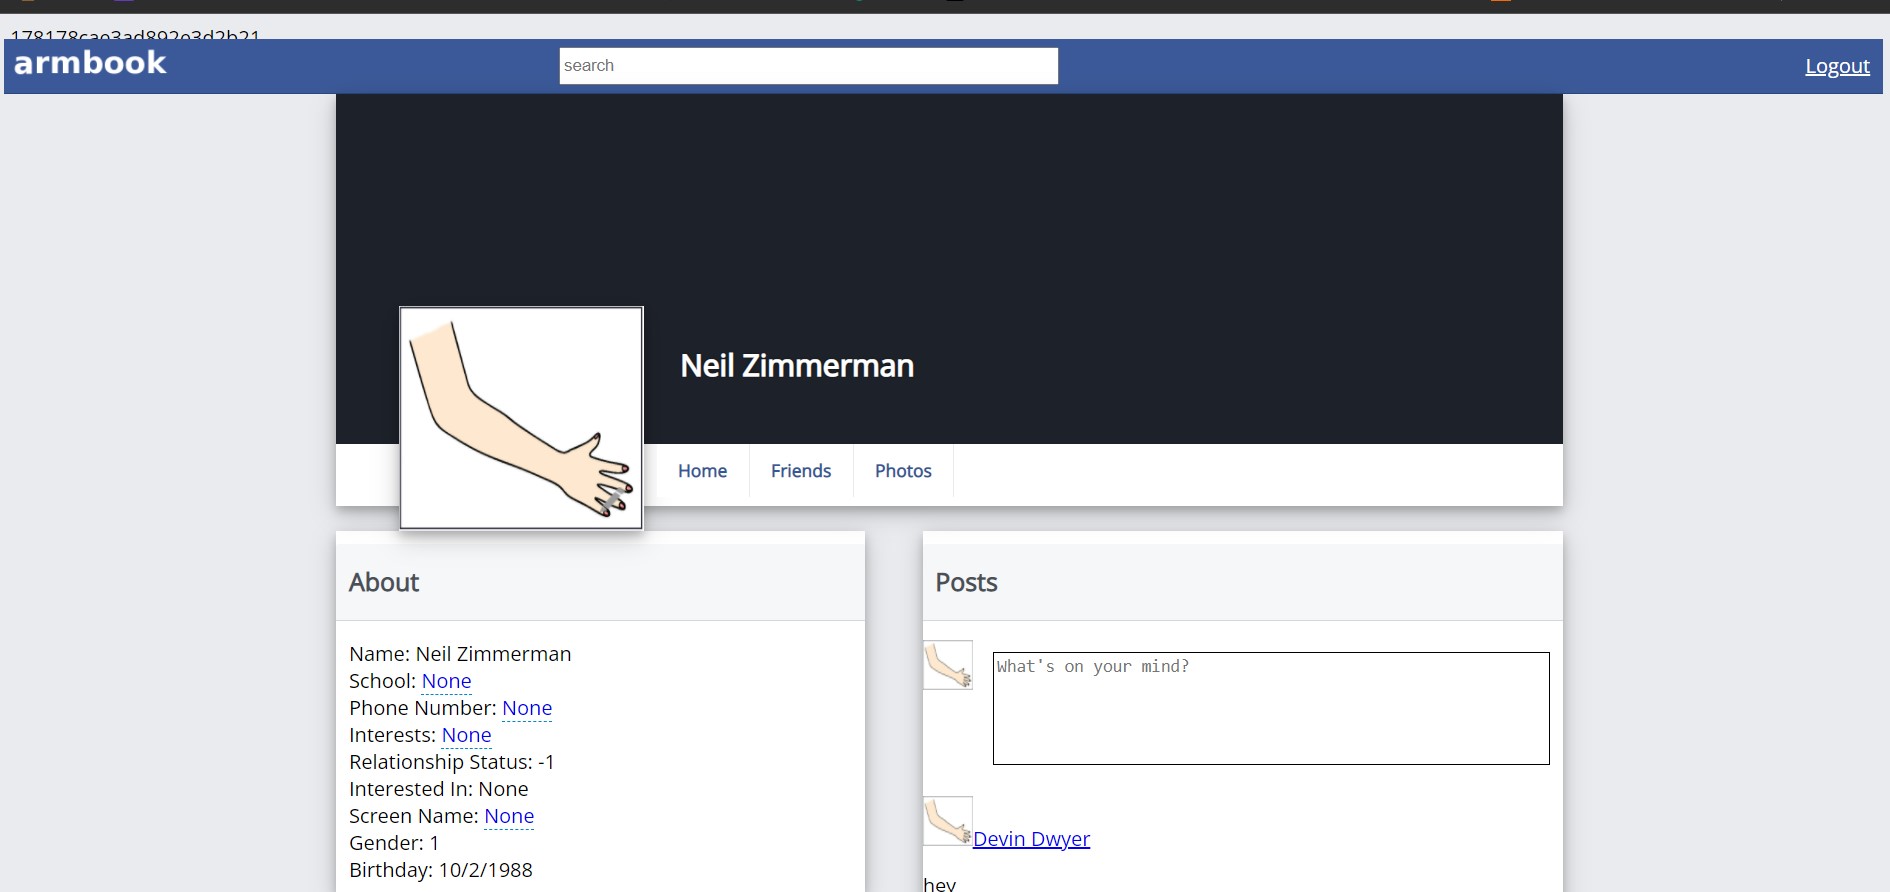 178178cae3ad892e3d2b21
armbook
search
Logout
Neil Zimmerman
Home
Friends
Photos
About
Name: Neil Zimmerman
School: None
Phone Number: None
Interests: None
Relationship Status: -1
Interested In: None
Screen Name: None
Gender: 1
Birthday: 10/2/1988
Posts
What's on your mind?
Devin Dwyer
hey